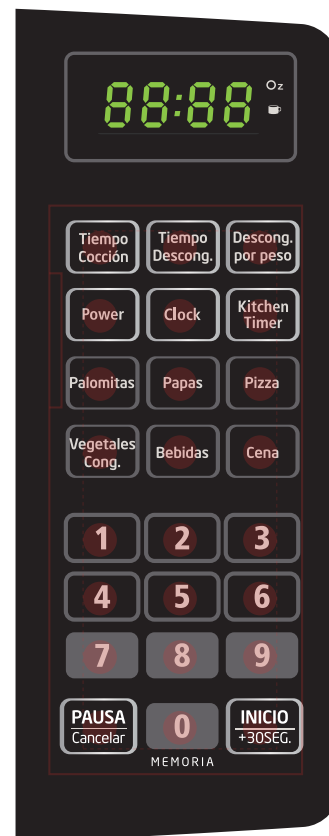 88:88
Oz
Tiempo
Cocción
Tiempo
Descong.
Descong.
por peso
Power
Clock
Kitchen
Timer
Palomitas
Papas
Pizza
Vegetales
Cong.
Bebidas
Cena
1
2
3
4
5
6
7
8
9
PAUSA
Cancelar
0
INICIO
+30SEG.
MEMORIA